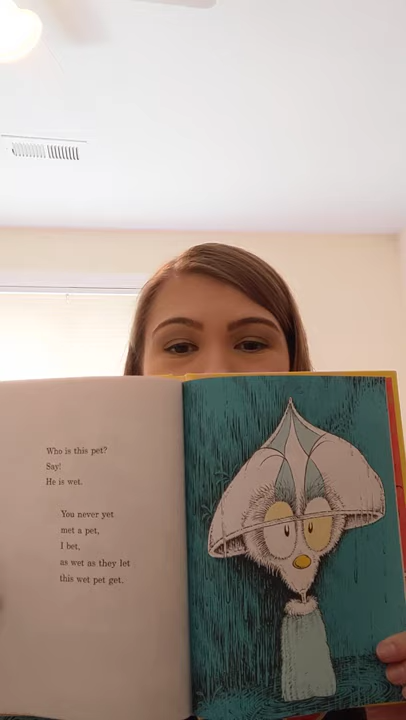 Who is this pet?
Say!
He is wet.
You never yet
met a pet,
I bet,
as wet as they let
this wet pet get.